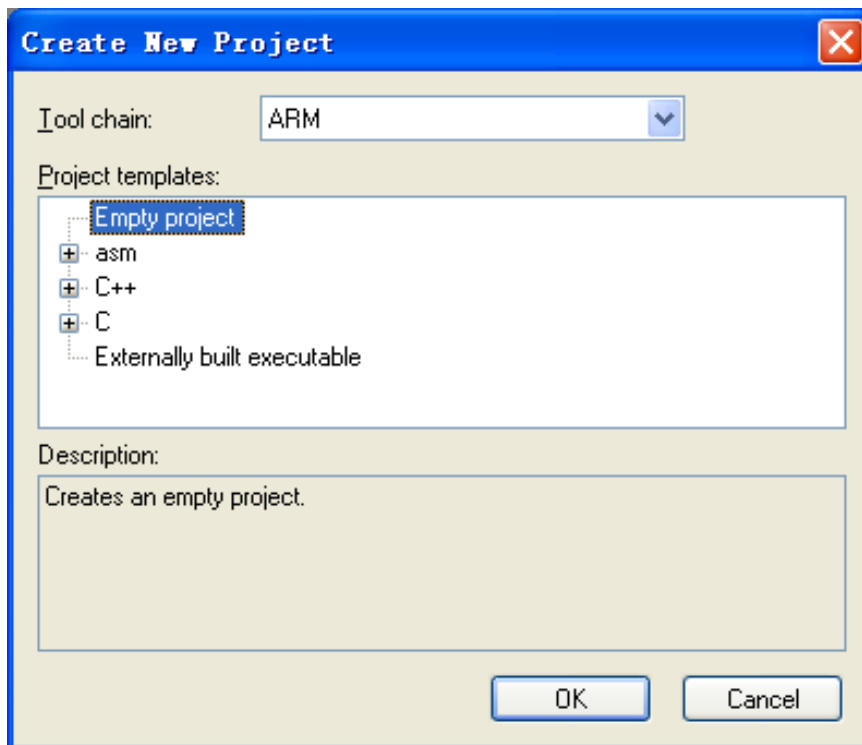 Create New Project
Tool chain: ARM
Project templates:
Empty project
asm
C++
C
Externally built executable
Description:
Creates an empty project.
OK Cancel